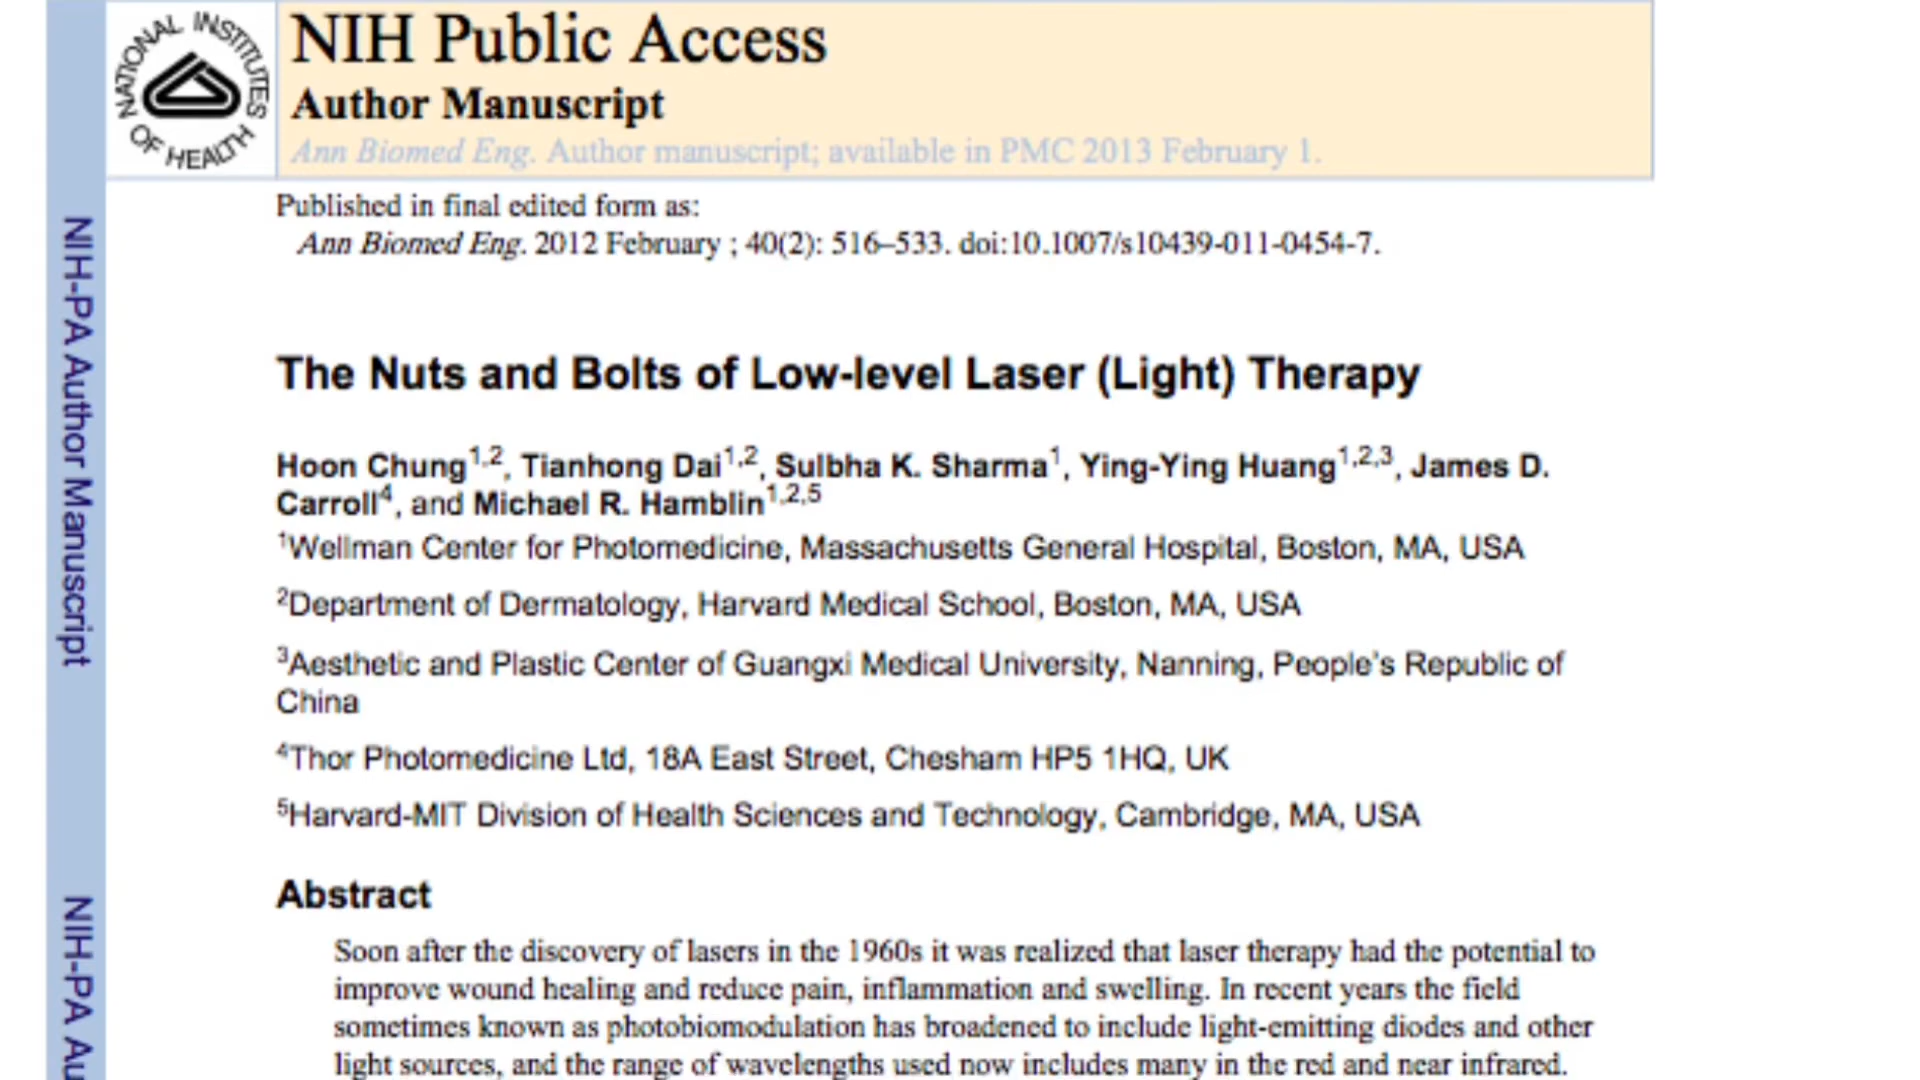 NATIONAL INSTITUTES OF HEALTH
NIH Public Access
Author Manuscript
Ann Biomed Eng. Author manuscript; available in PMC 2013 February 1.
Published in final edited form as:
Ann Biomed Eng. 2012 February ; 40(2): 516–533. doi:10.1007/s10439-011-0454-7.
The Nuts and Bolts of Low-level Laser (Light) Therapy
Hoon Chung1,2, Tianhong Dai1,2, Sulbha K. Sharma1, Ying-Ying Huang1,2,3, James D.
Carroll4, and Michael R. Hamblin1,2,5
1Wellman Center for Photomedicine, Massachusetts General Hospital, Boston, MA, USA
2Department of Dermatology, Harvard Medical School, Boston, MA, USA
3Aesthetic and Plastic Center of Guangxi Medical University, Nanning, People's Republic of
China
4Thor Photomedicine Ltd, 18A East Street, Chesham HP5 1HQ, UK
5Harvard-MIT Division of Health Sciences and Technology, Cambridge, MA, USA
Abstract
Soon after the discovery of lasers in the 1960s it was realized that laser therapy had the potential to
improve wound healing and reduce pain, inflammation and swelling. In recent years the field
sometimes known as photobiomodulation has broadened to include light-emitting diodes and other
light sources, and the range of wavelengths used now includes many in the red and near infrared.
NIH-PA Author Manuscript
NIH-PA Au